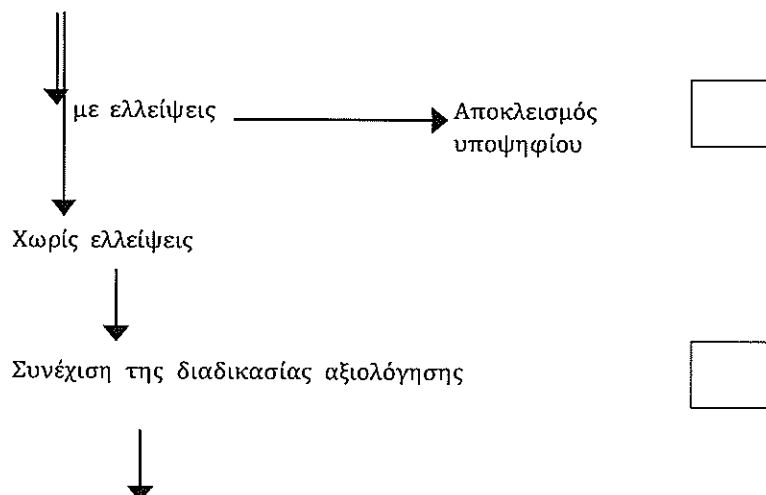 με ελλείψεις
Αποκλεισμός
υποψηφίου
Χωρίς ελλείψεις
Συνέχιση της διαδικασίας αξιολόγησης